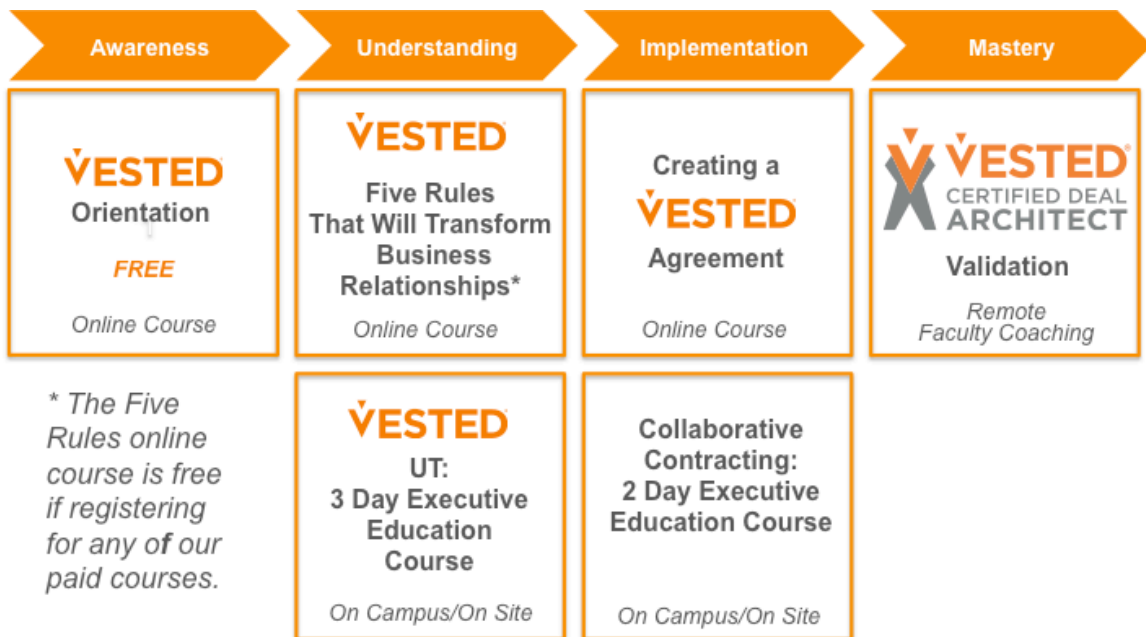 Awareness
Understanding
Implementation
Mastery
VESTED
Orientation
FREE
Online Course
VESTED
Five Rules
That Will Transform
Business
Relationships*
Online Course
Creating a
VESTED
Agreement
Online Course
VESTED®
CERTIFIED DEAL
ARCHITECT
Validation
Remote
Faculty Coaching
* The Five
Rules online
course is free
if registering
for any of our
paid courses.
VESTED
UT:
3 Day Executive
Education
Course
On Campus/On Site
Collaborative
Contracting:
2 Day Executive
Education Course
On Campus/On Site